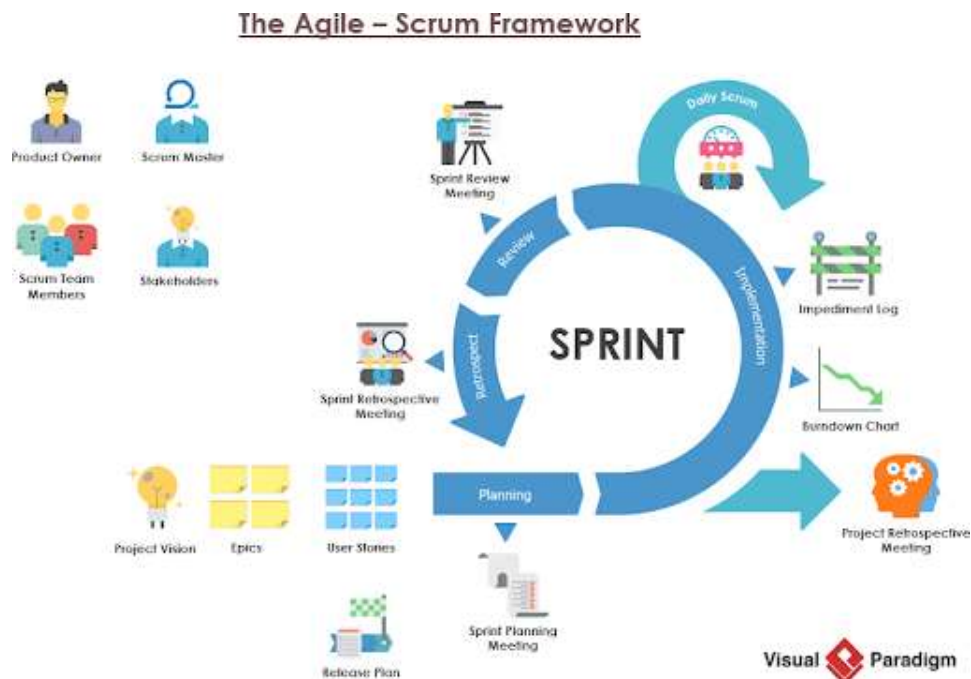 The Agile – Scrum Framework
Product Owner
Scrum Master
Scrum Team
Members
Stakeholders
Sprint Review
Meeting
Daily Scrum
Review
Implementation
Impediment Log
SPRINT
Retrospect
Sprint Retrospective
Meeting
Burndown Chart
Planning
Project Vision
Epics
User Stories
Project Retrospective
Meeting
Sprint Planning
Meeting
Release Plan
Visual Paradigm